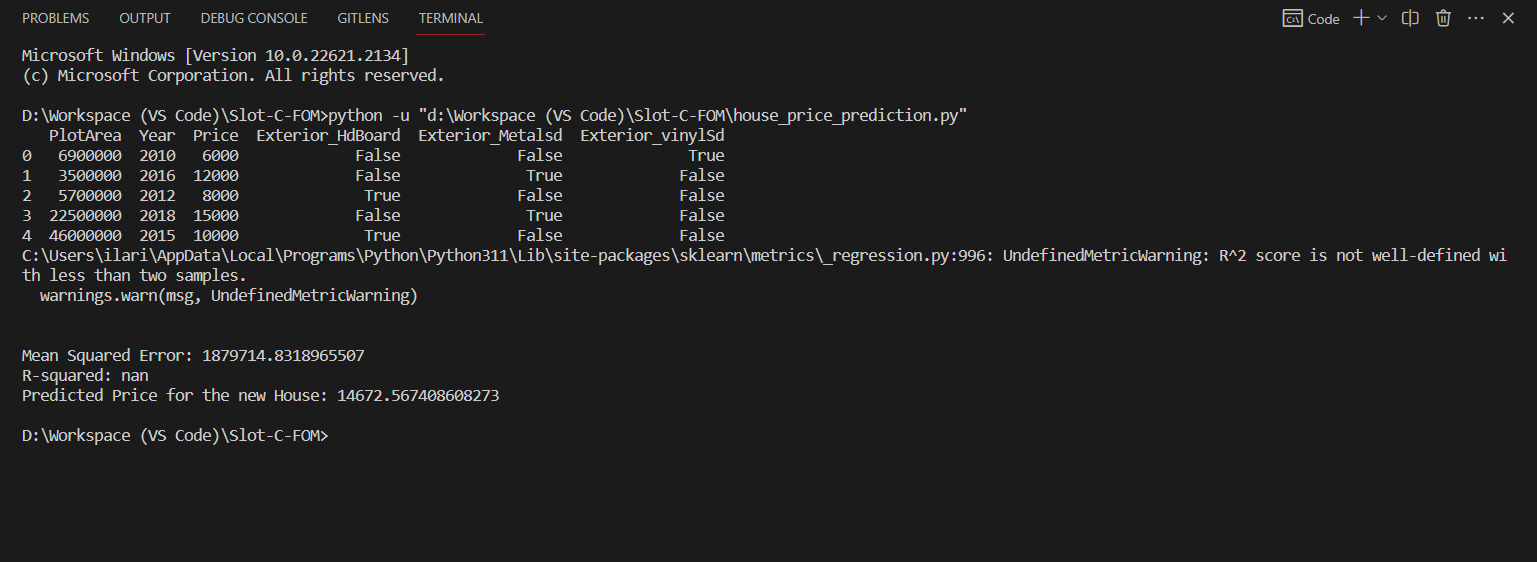 PROBLEMS OUTPUT DEBUG CONSOLE GITLENS TERMINAL Code
Microsoft Windows [Version 10.0.22621.2134]
(c) Microsoft Corporation. All rights reserved.
D:\Workspace (VS Code)\Slot-C-FOM>python -u "d:\Workspace (VS Code)\Slot-C-FOM\house_price_prediction.py"
   PlotArea  Year  Price  Exterior_HdBoard  Exterior_Metalsd  Exterior_vinylSd
0   6900000  2010   6000             False             False              True
1   3500000  2016  12000             False              True             False
2   5700000  2012   8000              True             False             False
3  22500000  2018  15000             False              True             False
4  46000000  2015  10000              True             False             False
C:\Users\ilari\AppData\Local\Programs\Python\Python311\Lib\site-packages\sklearn\metrics\_regression.py:996: UndefinedMetricWarning: R^2 score is not well-defined wi
th less than two samples.
  warnings.warn(msg, UndefinedMetricWarning)
Mean Squared Error: 1879714.8318965507
R-squared: nan
Predicted Price for the new House: 14672.567408608273
D:\Workspace (VS Code)\Slot-C-FOM>